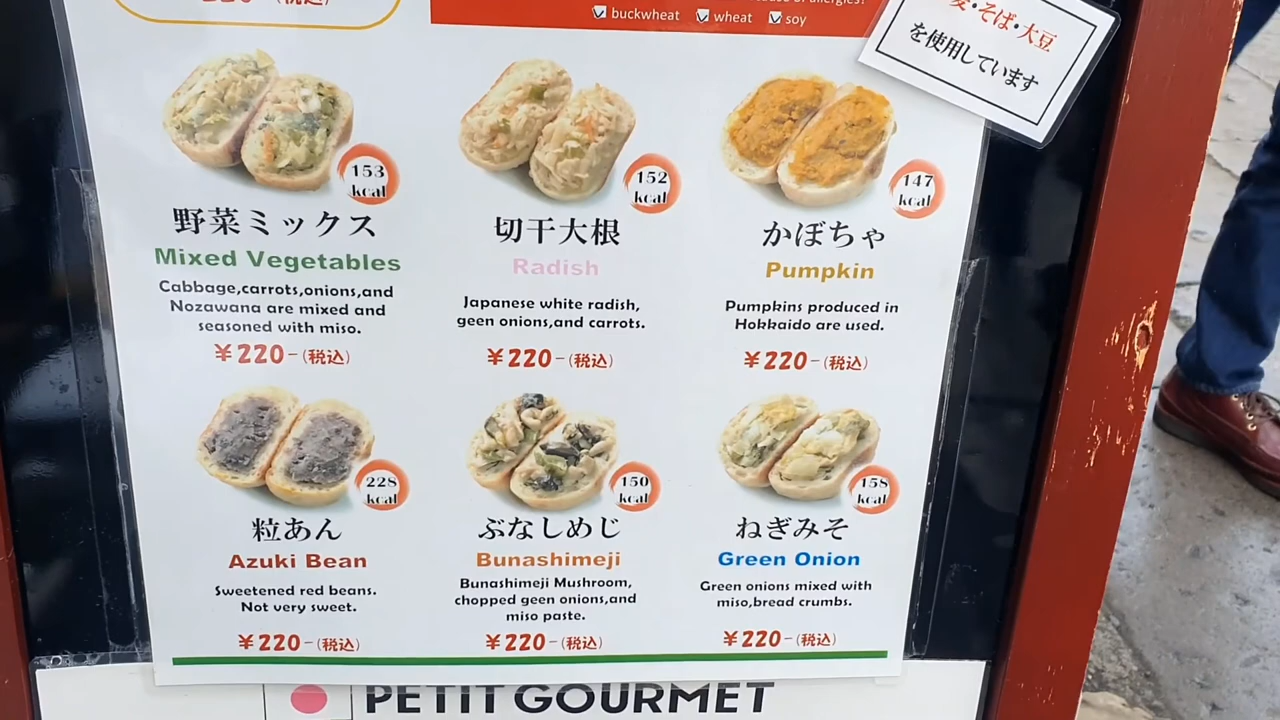 (税込)
buckwheat wheat soy
そば・大豆
を使用しています
153
kcal
野菜ミックス
Mixed Vegetables
Cabbage,carrots,onions,and
Nozawana are mixed and
seasoned with miso.
¥220-(税込)
152
kcal
切干大根
Radish
Japanese white radish,
geen onions,and carrots.
¥220-(税込)
147
kcal
かぼちゃ
Pumpkin
Pumpkins produced in
Hokkaido are used.
¥220-(税込)
228
kcal
粒あん
Azuki Bean
Sweetened red beans.
Not very sweet.
¥220-(税込)
150
kcal
ぶなしめじ
Bunashimeji
Bunashimeji Mushroom,
chopped geen onions,and
miso paste.
¥220-(税込)
158
kcal
ねぎみそ
Green Onion
Green onions mixed with
miso,bread crumbs.
¥220-(税込)
PETIT GOURMET